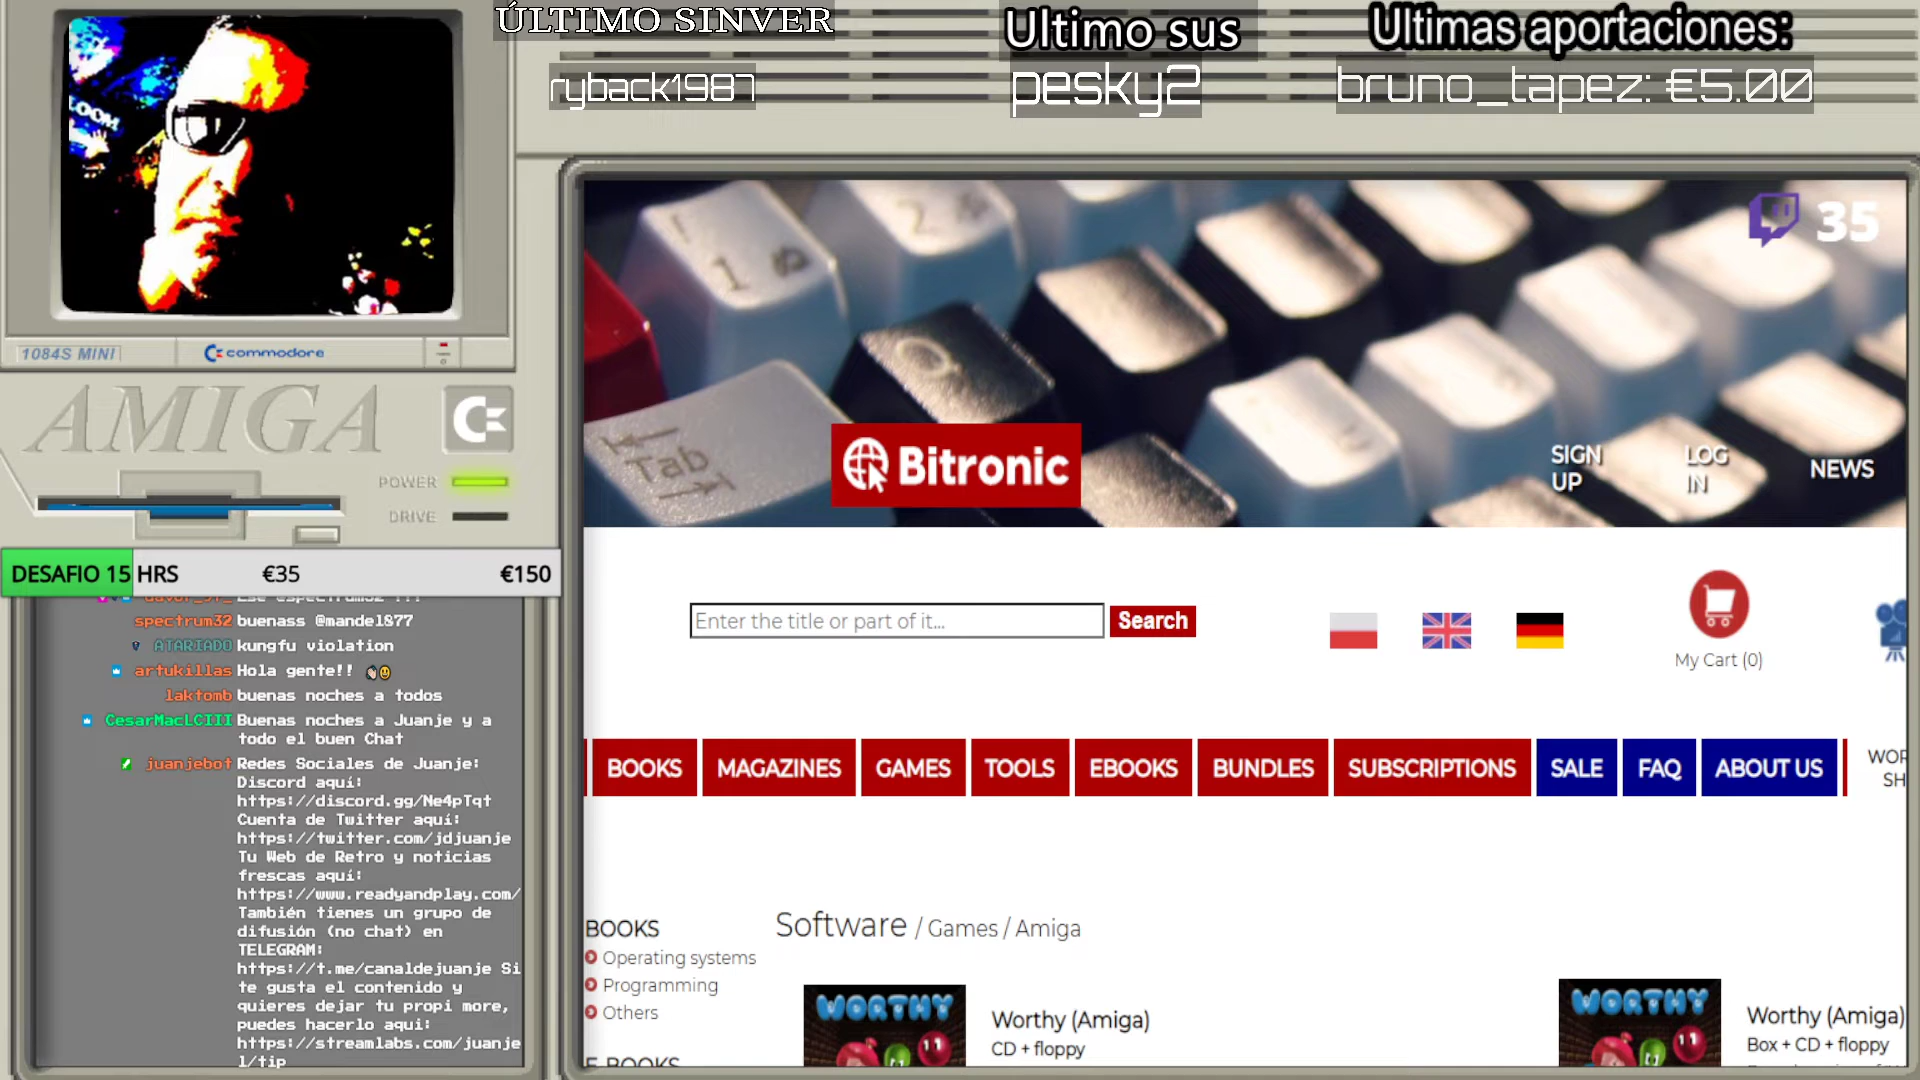 ÚLTIMO SINVER
ryback1987
Ultimo sus
pesky2
Ultimas aportaciones:
bruno_tapez: €5.00
LOOM
1084S MINI
commodore
AMIGA
POWER
DRIVE
DESAFIO 15 HRS €35 €150
spectrum32 buenass @mandel877
ATARIADO kungfu violation
artukillas Hola gente!!
laktomb buenas noches a todos
CesarMacLCIII Buenas noches a Juanje y a
todo el buen Chat
juanjebot Redes Sociales de Juanje:
Discord aquí:
https://discord.gg/Ne4pTqt
Cuenta de Twitter aquí:
https://twitter.com/jdjuanje
Tu Web de Retro y noticias
frescas aquí:
https://www.readyandplay.com/
También tienes un grupo de
difusión (no chat) en
TELEGRAM:
https://t.me/canaldejuanje Si
te gusta el contenido y
quieres dejar tu propi more,
puedes hacerlo aqui:
https://streamlabs.com/juanje
l/tip
35
1
2
Q
Tab
Bitronic
SIGN
UP
LOG
IN
NEWS
Enter the title or part of it...
Search
My Cart (0)
BOOKS
MAGAZINES
GAMES
TOOLS
EBOOKS
BUNDLES
SUBSCRIPTIONS
SALE
FAQ
ABOUT US
BOOKS
Operating systems
Programming
Others
E-BOOKS
Software / Games / Amiga
WORTHY
Worthy (Amiga)
CD + floppy
WORTHY
Worthy (Amiga)
Box + CD + floppy